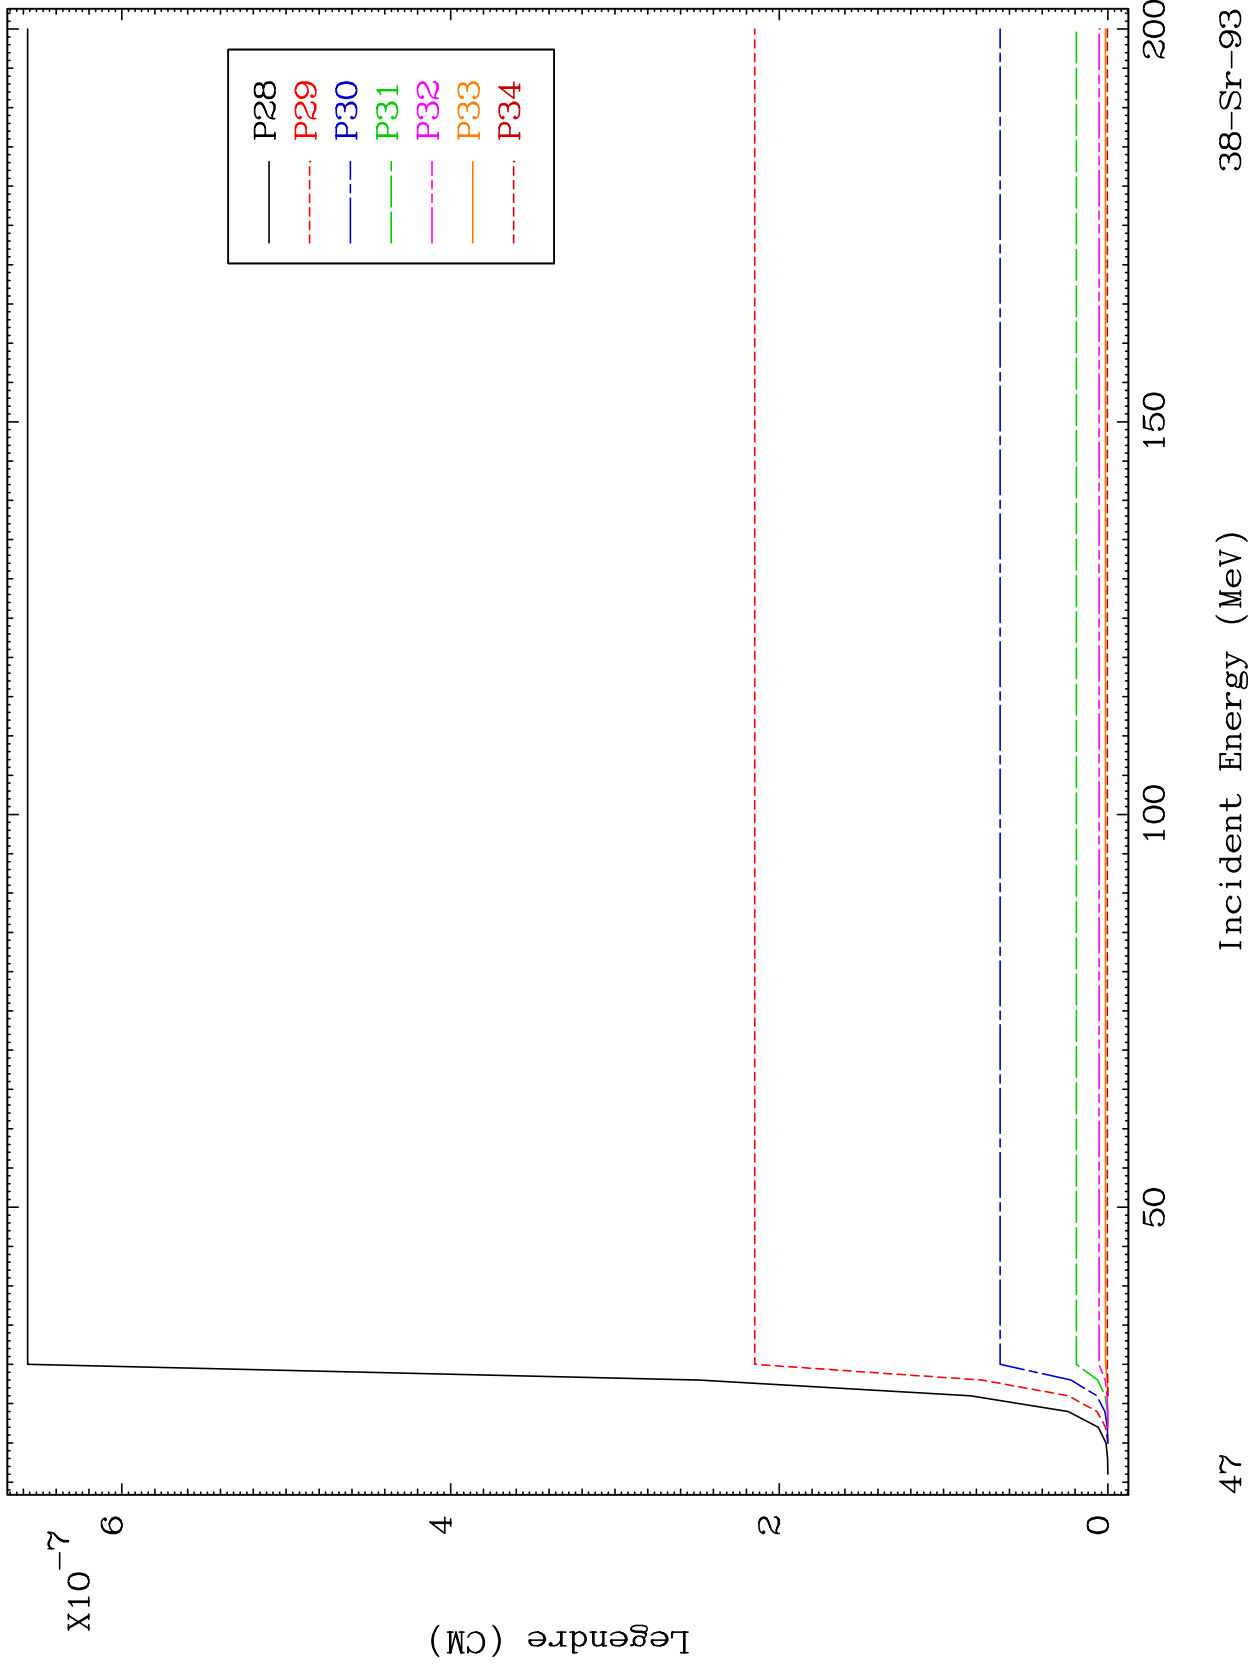 X10
-7
6
4
2
0
Legendre (CM)
P28
P29
P30
P31
P32
P33
P34
50
100
150
200
Incident Energy (MeV)
47
38-Sr-93